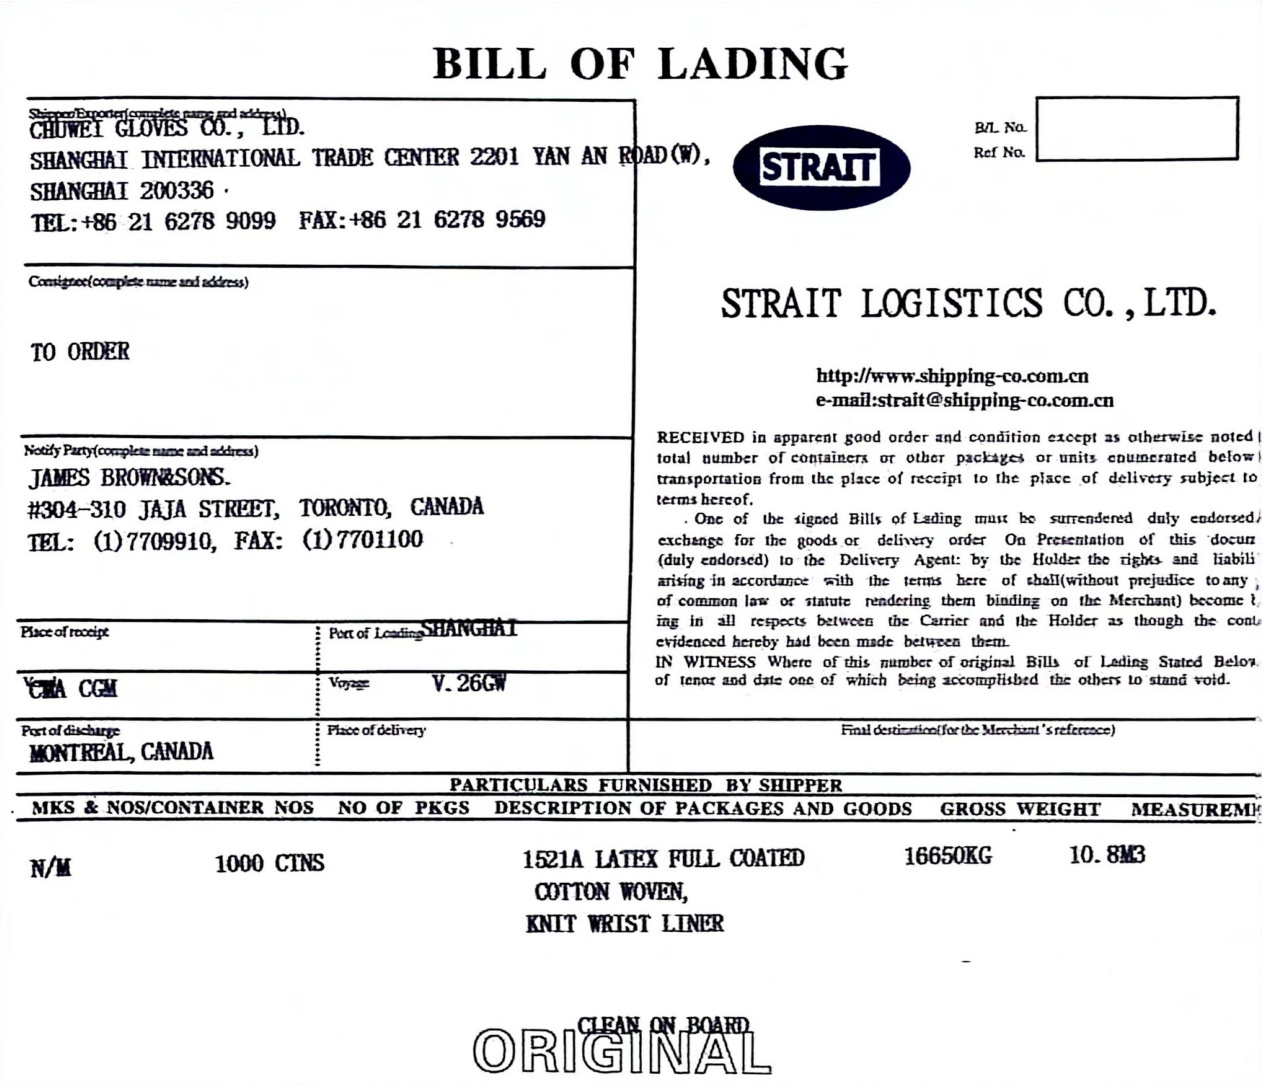 BILL OF LADING
Shipper/Exporter(complete name and address)
CHUWEI GLOVES CO., LTD.
SHANGHAI INTERNATIONAL TRADE CENTER 2201 YAN AN ROAD(W),
SHANGHAI 200336
TEL:+86 21 6278 9099 FAX:+86 21 6278 9569
B/L No.
Ref No.
STRAIT
Consignee(complete name and address)
TO ORDER
STRAIT LOGISTICS CO.,LTD.
http://www.shipping-co.com.cn
e-mail:strait@shipping-co.com.cn
Notify Party(complete name and address)
JAMES BROWN&SONS.
#304-310 JAJA STREET, TORONTO, CANADA
TEL: (1)7709910, FAX: (1)7701100
RECEIVED in apparent good order and condition except as otherwise noted
total number of containers or other packages or units enumerated below
transportation from the place of receipt to the place of delivery subject to
terms hereof.
One of the signed Bills of Lading must be surrendered duly endorsed
exchange for the goods or delivery order On Presentation of this docum
(duly endorsed) to the Delivery Agent: by the Holder the rights and liabili
arising in accordance with the terms here of shall(without prejudice to any
of common law or statute rendering them binding on the Merchant) become
ing in all respects between the Carrier and the Holder as though the cont
evidenced hereby had been made between them.
IN WITNESS Where of this number of original Bills of Lading Stated Below
of tenor and date one of which being accomplished the others to stand void.
Place of receipt
Port of Loading SHANGHAI
Vessel
CMA CGM
Voyage V.26GW
Port of discharge
MONTREAL, CANADA
Place of delivery
Final destination(for the Merchant's reference)
PARTICULARS FURNISHED BY SHIPPER
MKS & NOS/CONTAINER NOS NO OF PKGS DESCRIPTION OF PACKAGES AND GOODS GROSS WEIGHT MEASUREME
N/M 1000 CTNS 1521A LATEX FULL COATED 16650KG 10.8M3
COTTON WOVEN,
KNIT WRIST LINER
CLEAN ON BOARD
ORIGINAL